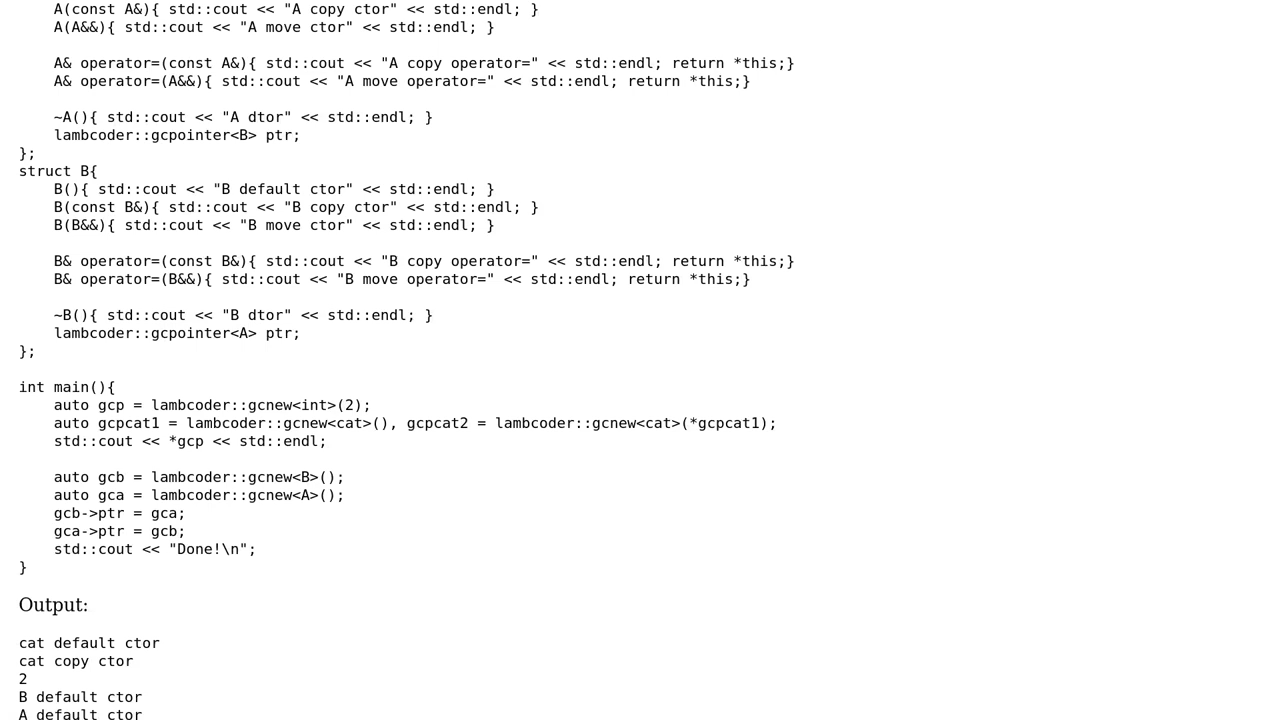 A(const A&){ std::cout << "A copy ctor" << std::endl; }
    A(A&&){ std::cout << "A move ctor" << std::endl; }

    A& operator=(const A&){ std::cout << "A copy operator=" << std::endl; return *this;}
    A& operator=(A&&){ std::cout << "A move operator=" << std::endl; return *this;}

    ~A(){ std::cout << "A dtor" << std::endl; }
    lambcoder::gcpointer<B> ptr;
};
struct B{
    B(){ std::cout << "B default ctor" << std::endl; }
    B(const B&){ std::cout << "B copy ctor" << std::endl; }
    B(B&&){ std::cout << "B move ctor" << std::endl; }

    B& operator=(const B&){ std::cout << "B copy operator=" << std::endl; return *this;}
    B& operator=(B&&){ std::cout << "B move operator=" << std::endl; return *this;}

    ~B(){ std::cout << "B dtor" << std::endl; }
    lambcoder::gcpointer<A> ptr;
};

int main(){
    auto gcp = lambcoder::gcnew<int>(2);
    auto gcpcat1 = lambcoder::gcnew<cat>(), gcpcat2 = lambcoder::gcnew<cat>(*gcpcat1);
    std::cout << *gcp << std::endl;

    auto gcb = lambcoder::gcnew<B>();
    auto gca = lambcoder::gcnew<A>();
    gcb->ptr = gca;
    gca->ptr = gcb;
    std::cout << "Done!\n";
}

Output:

cat default ctor
cat copy ctor
2
B default ctor
A default ctor